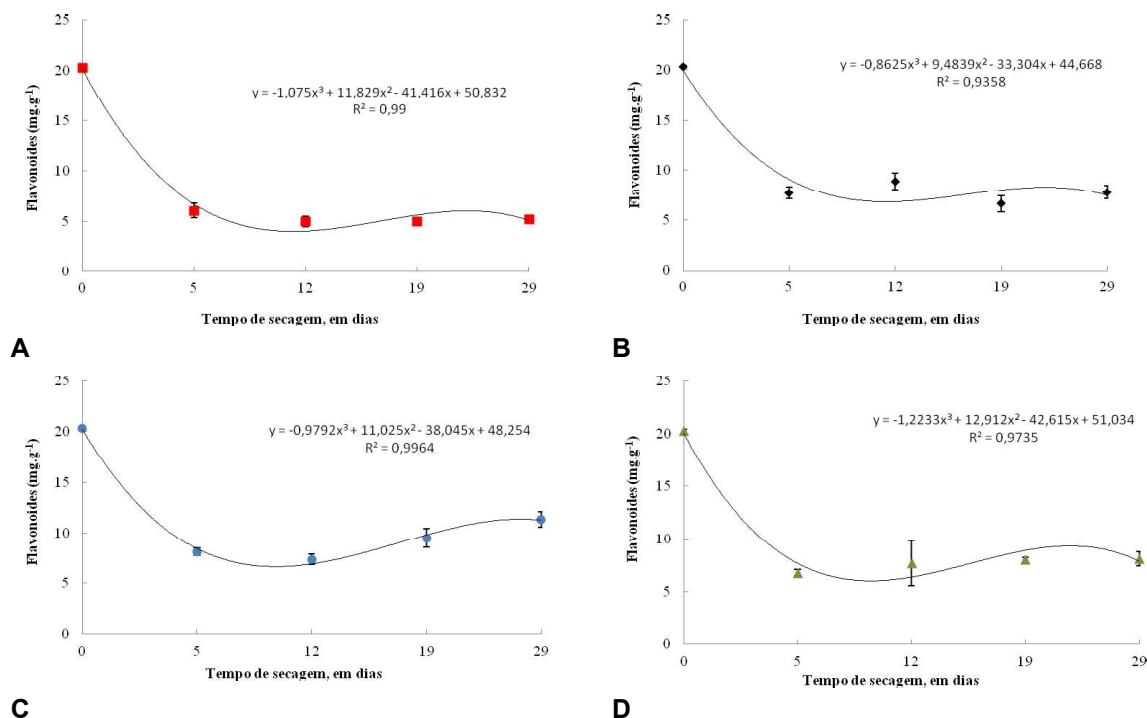 25
20
15
10
5
0
Flavonoides (mg.g⁻¹)
y = -1,075x³ + 11,829x² - 41,416x + 50,832
R² = 0,99
0 5 12 19 29
Tempo de secagem, em dias
A
25
20
15
10
5
0
Flavonoides (mg.g⁻¹)
y = -0,8625x³ + 9,4839x² - 33,304x + 44,668
R² = 0,9358
0 5 12 19 29
Tempo de secagem, em dias
B
25
20
15
10
5
0
Flavonoides (mg.g⁻¹)
y = -0,9792x³ + 11,025x² - 38,045x + 48,254
R² = 0,9964
0 5 12 19 29
Tempo de secagem, em dias
C
25
20
15
10
5
0
Flavonoides (mg.g⁻¹)
y = -1,2233x³ + 12,912x² - 42,615x + 51,034
R² = 0,9735
0 5 12 19 29
Tempo de secagem, em dias
D